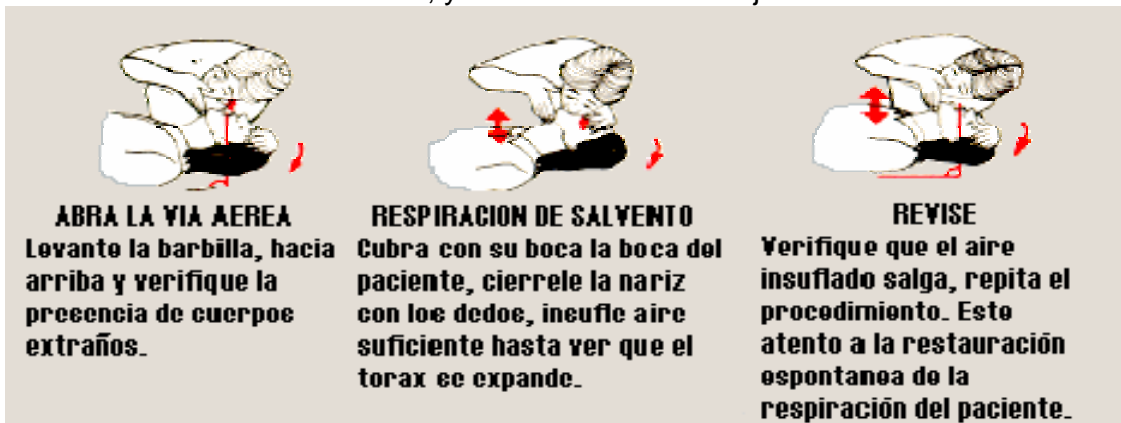 ABRA LA VIA AEREA
Levante la barbilla, hacia
arriba y verifique la
presencia de cuerpos
extraños.
RESPIRACION DE SALVENTO
Cubra con su boca la boca del
paciente, cierrele la nariz
con los dedos, insufle aire
suficiente hasta ver que el
torax se expande.
REVISE
Verifique que el aire
insuflado salga, repita el
procedimiento. Este
atento a la restauración
espontanea de la
respiración del paciente.